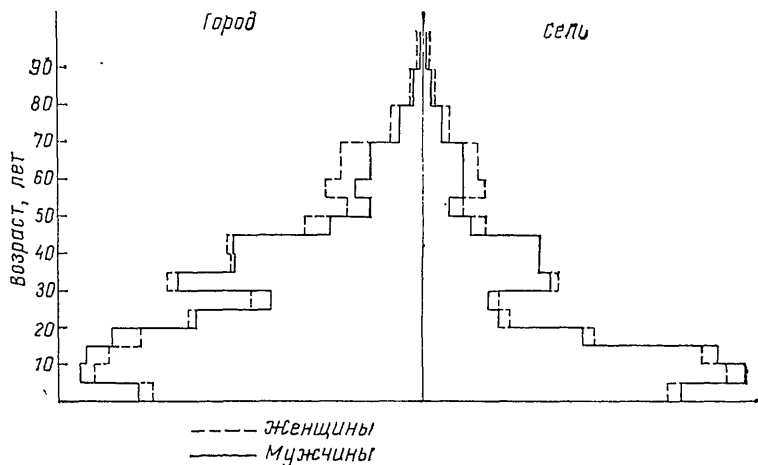 Город
Село
Возраст, лет
90
80
70
60
50
40
30
20
10
Женщины
Мужчины